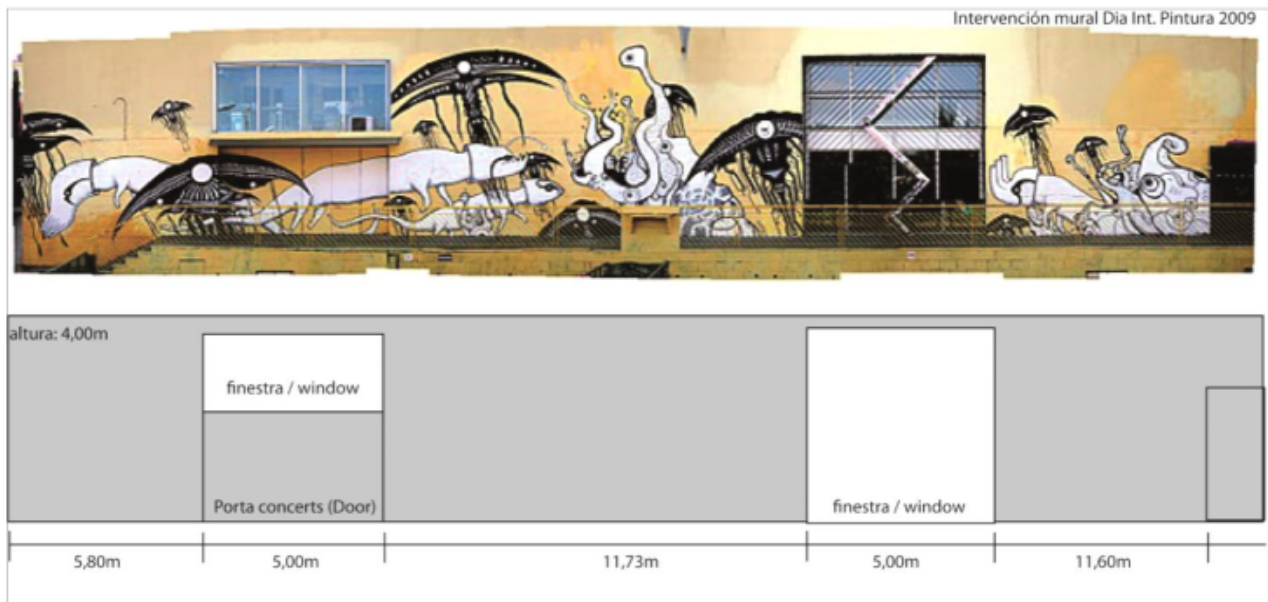 Intervención mural Dia Int. Pintura 2009
altura: 4,00m
finestra / window
Porta concerts (Door)
finestra / window
5,80m
5,00m
11,73m
5,00m
11,60m